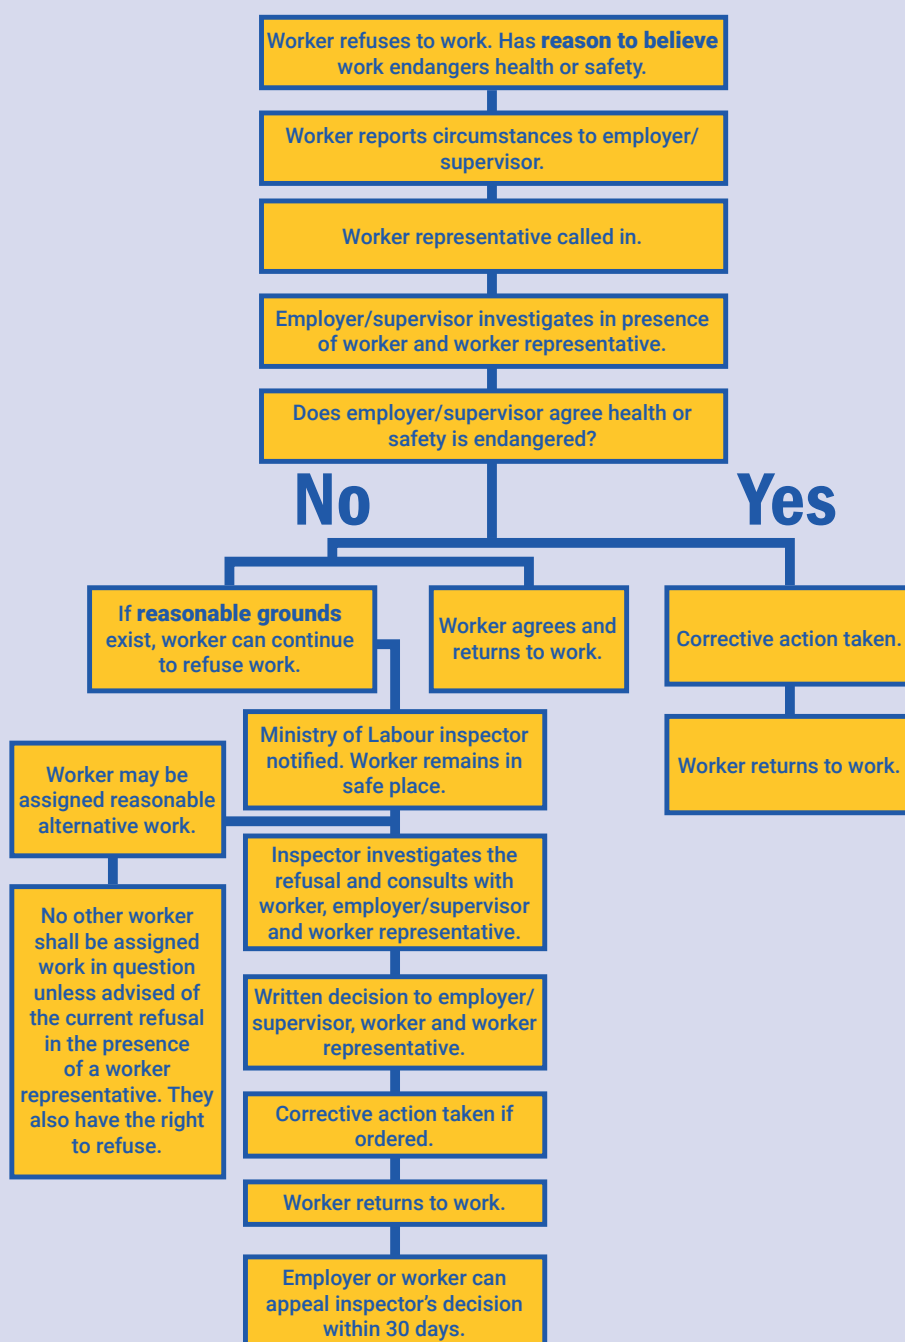 Worker refuses to work. Has reason to believe
work endangers health or safety.
Worker reports circumstances to employer/
supervisor.
Worker representative called in.
Employer/supervisor investigates in presence
of worker and worker representative.
Does employer/supervisor agree health or
safety is endangered?
No
Yes
If reasonable grounds
exist, worker can continue
to refuse work.
Worker agrees and
returns to work.
Corrective action taken.
Worker returns to work.
Ministry of Labour inspector
notified. Worker remains in
safe place.
Worker may be
assigned reasonable
alternative work.
No other worker
shall be assigned
work in question
unless advised of
the current refusal
in the presence
of a worker
representative. They
also have the right
to refuse.
Inspector investigates the
refusal and consults with
worker, employer/supervisor
and worker representative.
Written decision to employer/
supervisor, worker and worker
representative.
Corrective action taken if
ordered.
Worker returns to work.
Employer or worker can
appeal inspector's decision
within 30 days.